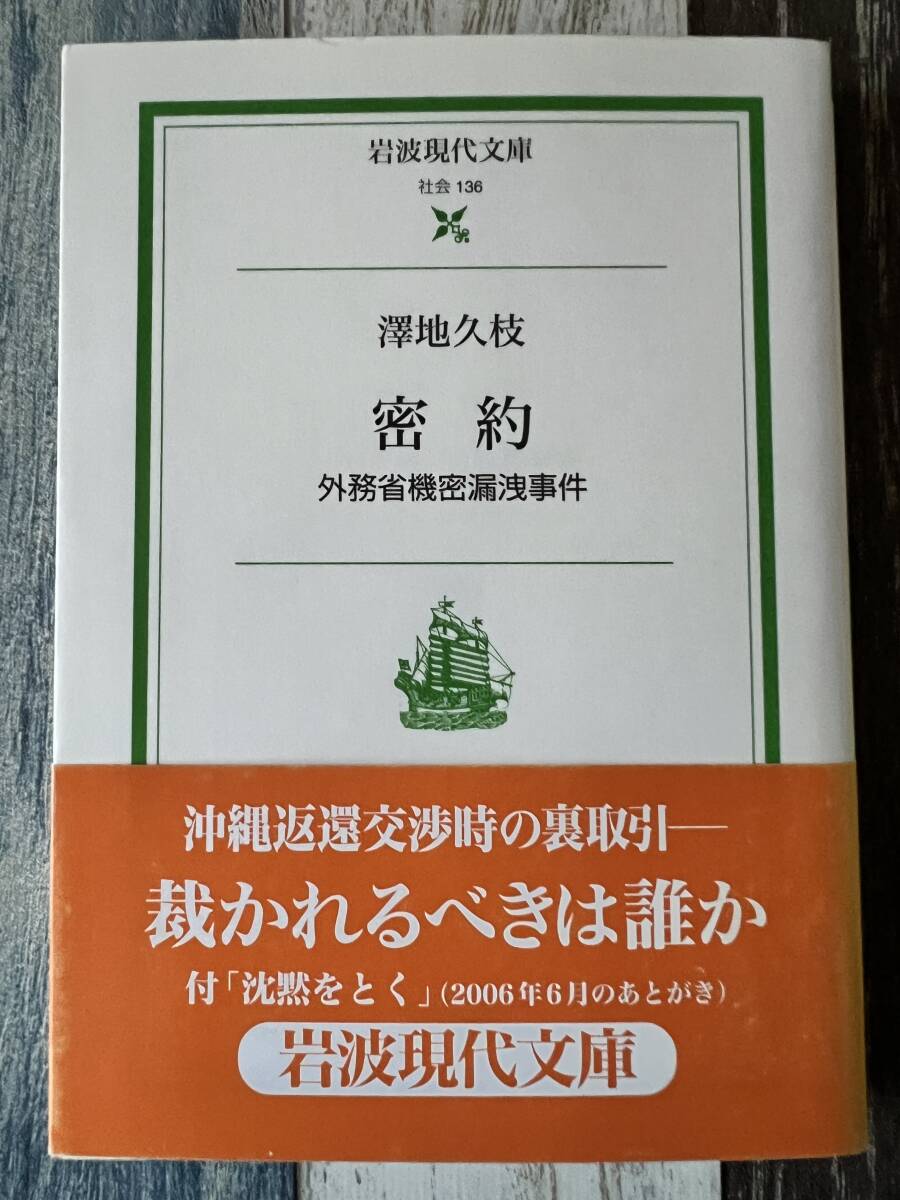 岩波現代文庫
社会 136
澤地久枝
密約
外務省機密漏洩事件
沖縄返還交渉時の裏取引―
裁かれるべきは誰か
付「沈黙をとく」(2006年6月のあとがき)
岩波現代文庫